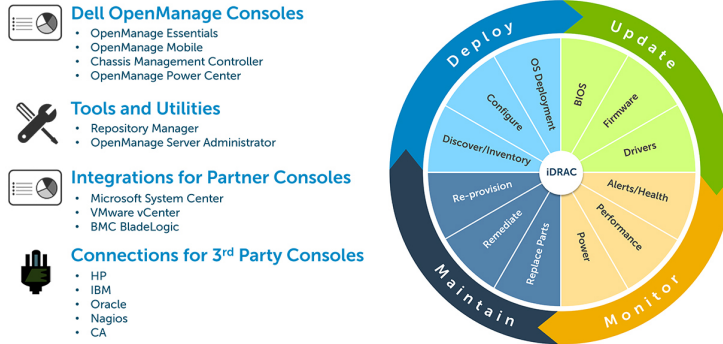 Dell OpenManage Consoles
• OpenManage Essentials
• OpenManage Mobile
• Chassis Management Controller
• OpenManage Power Center
Tools and Utilities
• Repository Manager
• OpenManage Server Administrator
Integrations for Partner Consoles
• Microsoft System Center
• VMware vCenter
• BMC BladeLogic
Connections for 3rd Party Consoles
• HP
• IBM
• Oracle
• Nagios
• CA
Deploy
Discover/Inventory
Configure
OS Deployment
Update
BIOS
Firmware
Drivers
iDRAC
Monitor
Alerts/Health
Performance
Power
Maintain
Replace Parts
Remediate
Re-provision